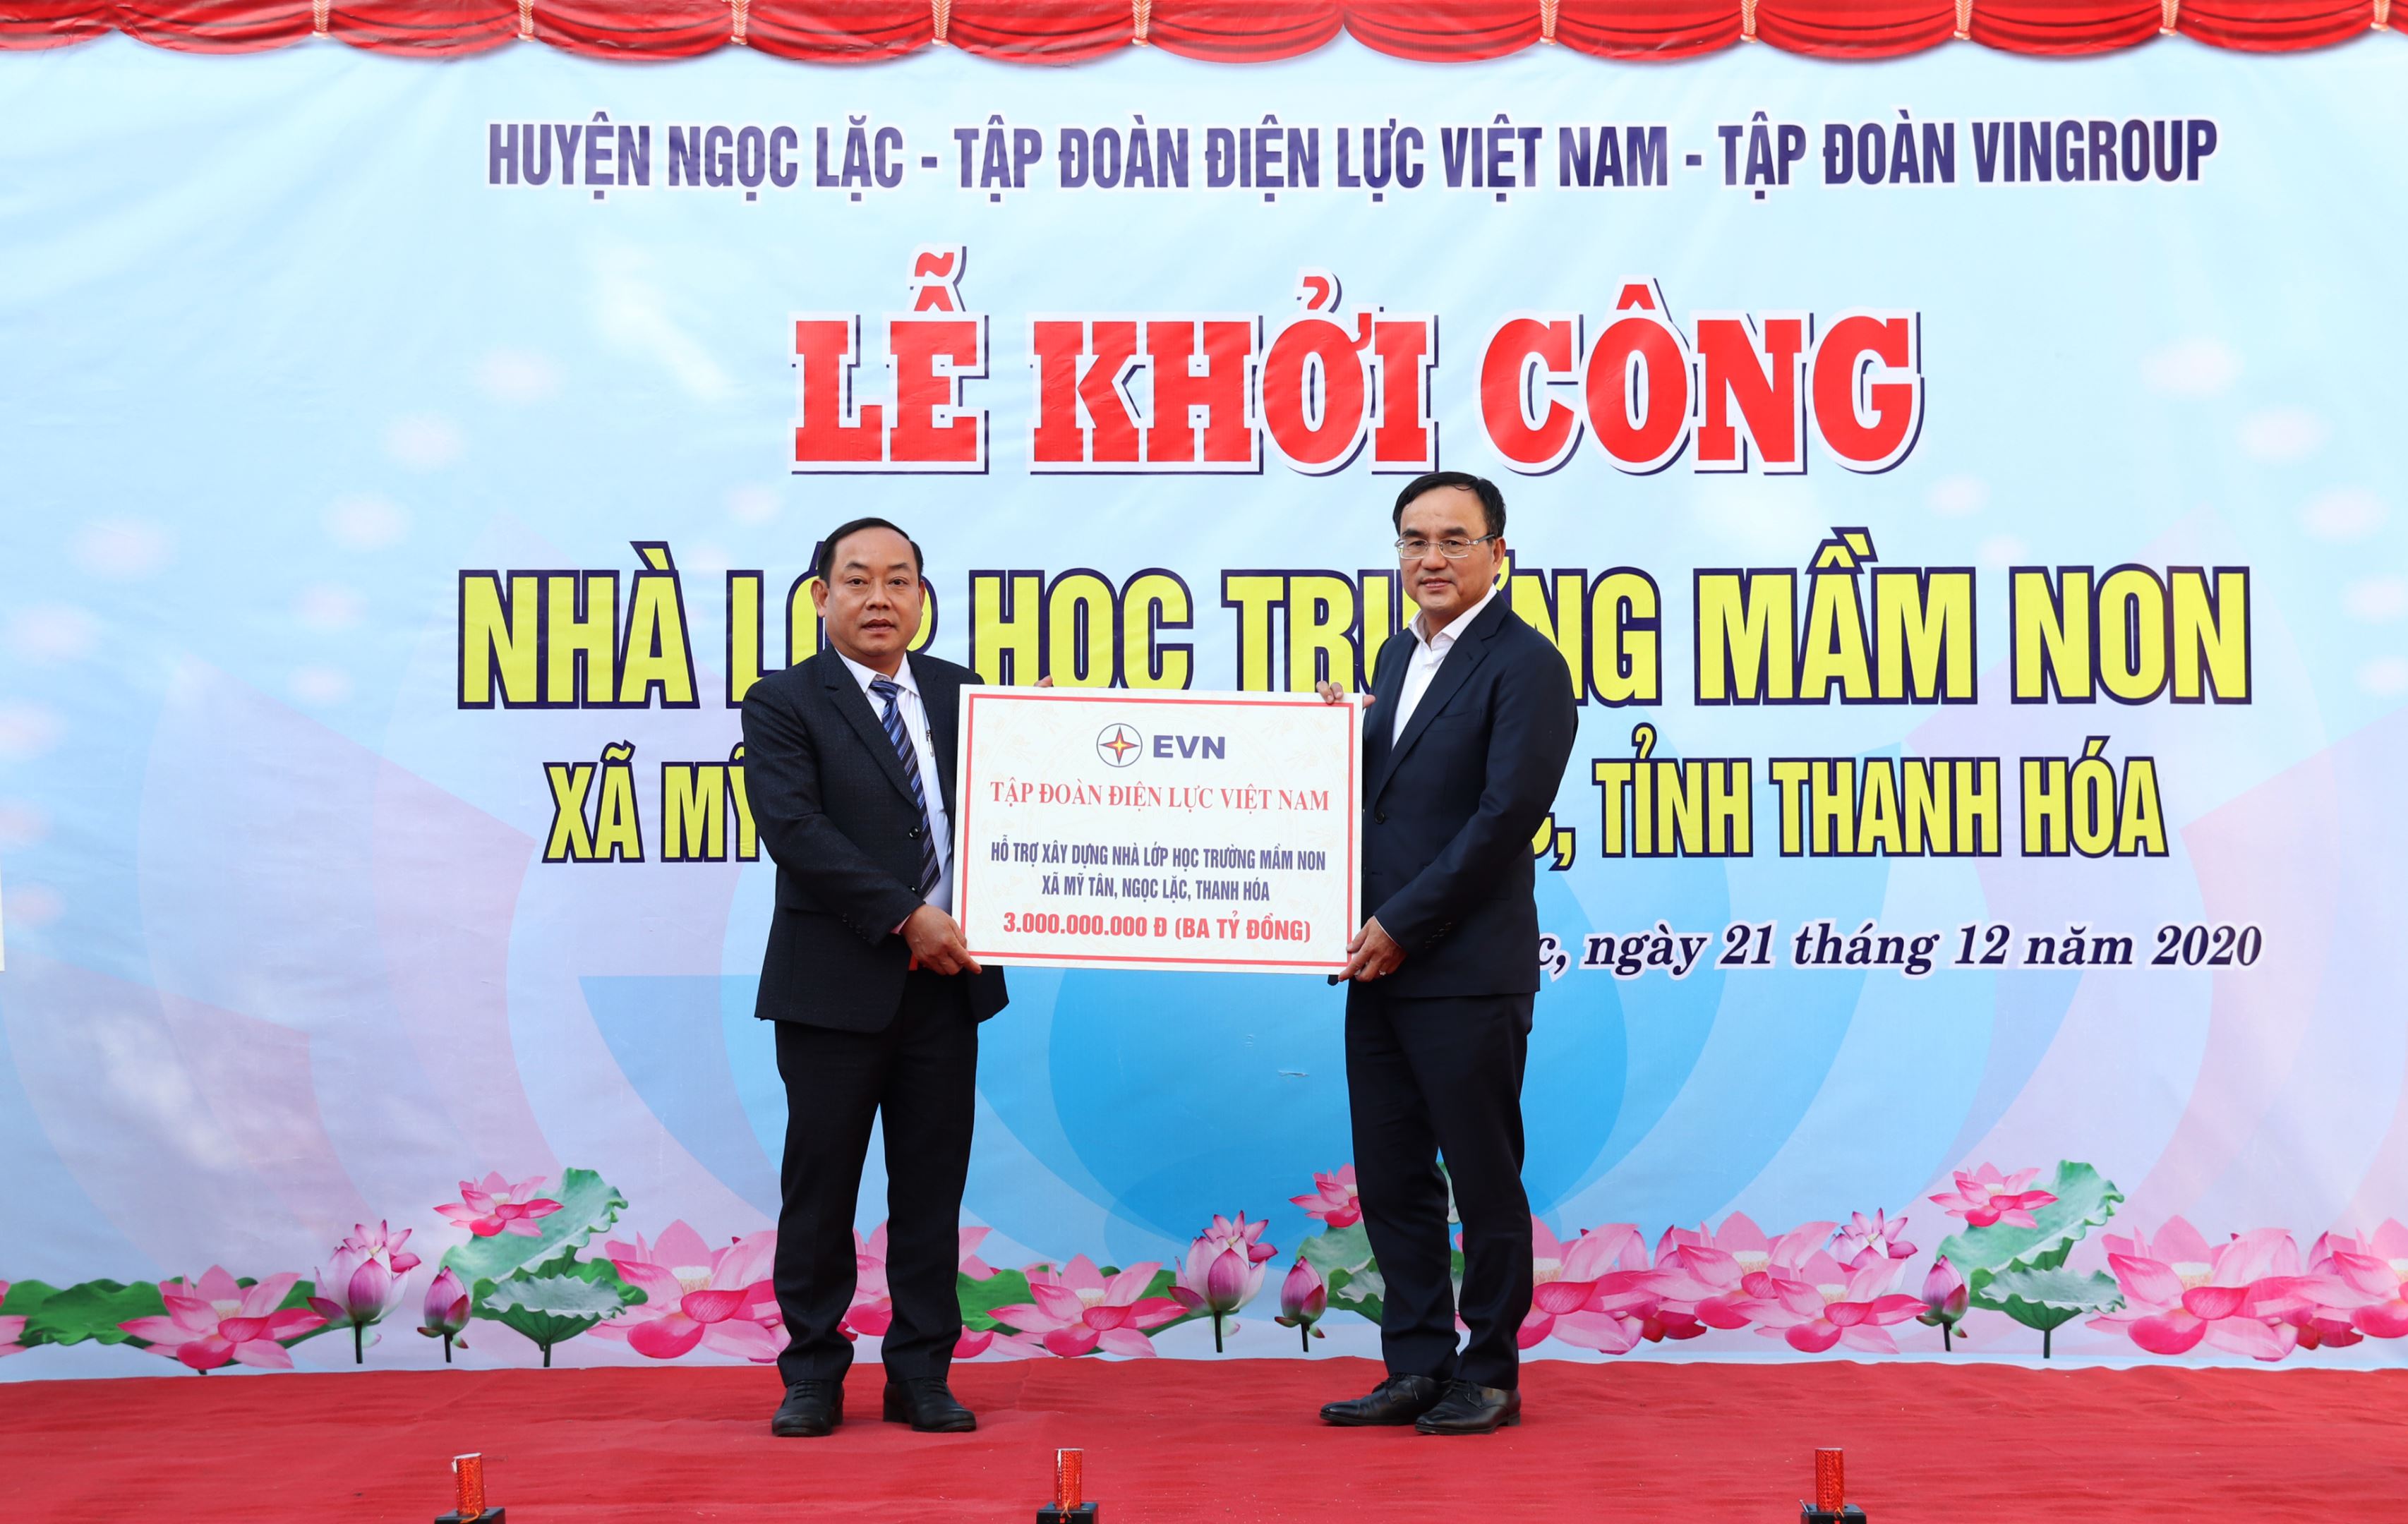 HUYỆN NGỌC LẶC - TẬP ĐOÀN ĐIỆN LỰC VIỆT NAM - TẬP ĐOÀN VINGROUP
LỄ KHỞI CÔNG
NHÀ LỚP HỌC TRƯỜNG MẦM NON
XÃ MỸ , TỈNH THANH HÓA
c, ngày 21 tháng 12 năm 2020
EVN
TẬP ĐOÀN ĐIỆN LỰC VIỆT NAM
HỖ TRỢ XÂY DỰNG NHÀ LỚP HỌC TRƯỜNG MẦM NON
XÃ MỸ TÂN, NGỌC LẶC, THANH HÓA
3.000.000.000 Đ (BA TỶ ĐỒNG)